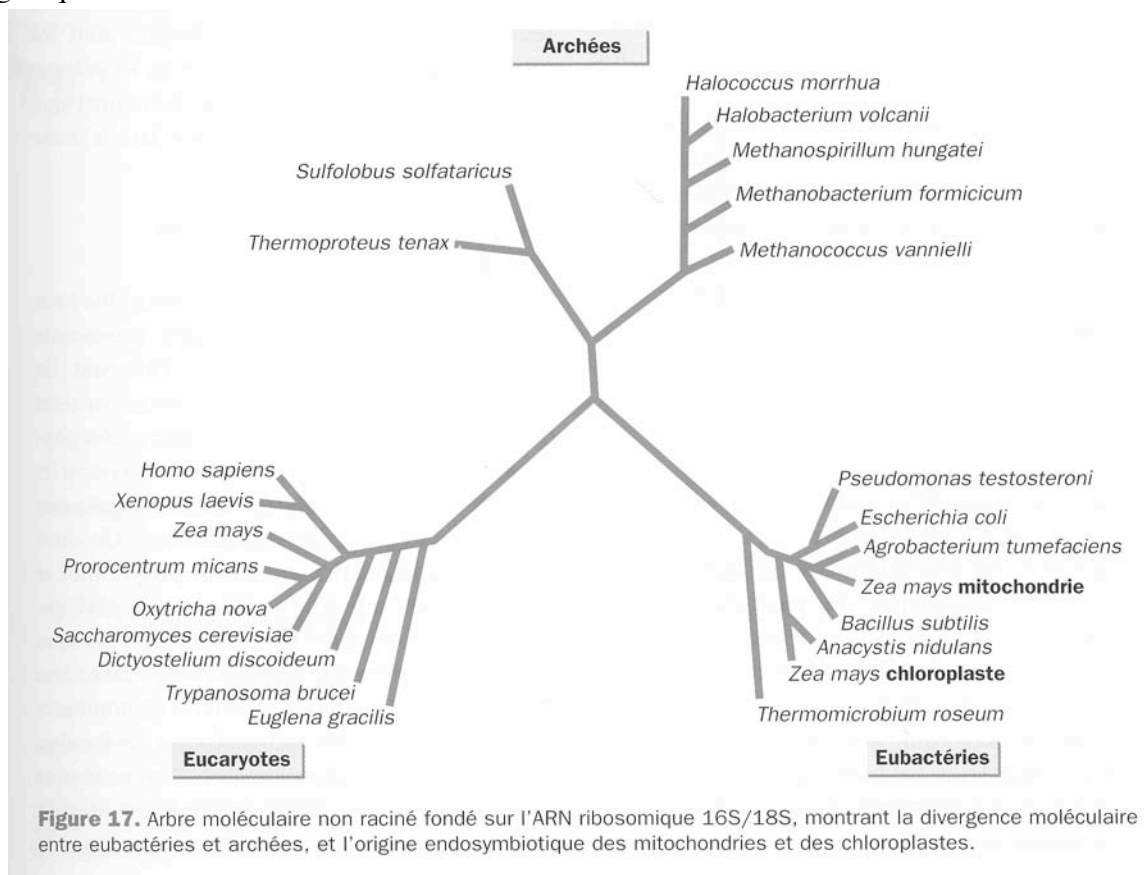 Archées
Halococcus morrhua
Halobacterium volcanii
Methanospirillum hungatei
Methanobacterium formicicum
Methanococcus vannielli
Sulfolobus solfataricus
Thermoproteus tenax
Homo sapiens
Xenopus laevis
Zea mays
Prorocentrum micans
Oxytricha nova
Saccharomyces cerevisiae
Dictyostelium discoideum
Trypanosoma brucei
Euglena gracilis
Eucaryotes
Pseudomonas testosteroni
Escherichia coli
Agrobacterium tumefaciens
Zea mays mitochondrie
Bacillus subtilis
Anacystis nidulans
Zea mays chloroplaste
Thermomicrobium roseum
Eubactéries
Figure 17. Arbre moléculaire non raciné fondé sur l'ARN ribosomique 16S/18S, montrant la divergence moléculaire
entre eubactéries et archées, et l'origine endosymbiotique des mitochondries et des chloroplastes.